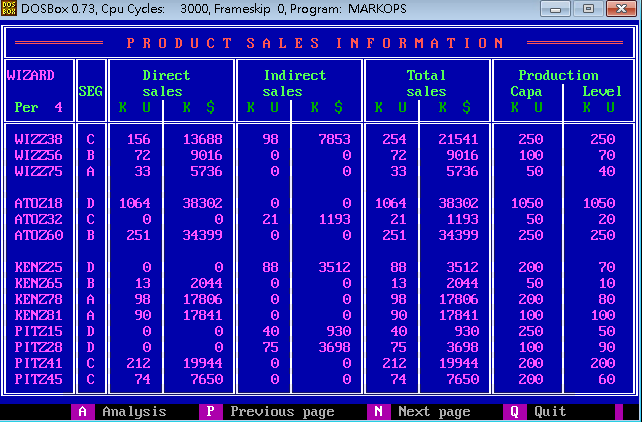 DOSBox 0.73, Cpu Cycles: 3000, Frameskip 0, Program: MARKOPS
PRODUCT SALES INFORMATION
WIZARD Direct Indirect Total Production
SEG sales sales sales Capa Level
Per 4 K U K $ K U K $ K U K $ K U K U
WIZZ38 C 156 13688 98 7853 254 21541 250 250
WIZZ56 B 72 9016 0 0 72 9016 100 70
WIZZ75 A 33 5736 0 0 33 5736 50 40
ATOZ18 D 1064 38302 0 0 1064 38302 1050 1050
ATOZ32 C 0 0 21 1193 21 1193 50 20
ATOZ60 B 251 34399 0 0 251 34399 250 250
KENZ25 D 0 0 88 3512 88 3512 200 70
KENZ65 B 13 2044 0 0 13 2044 50 10
KENZ78 A 98 17806 0 0 98 17806 200 80
KENZ81 A 90 17841 0 0 90 17841 100 100
PITZ15 D 0 0 40 930 40 930 250 50
PITZ28 D 0 0 75 3698 75 3698 100 90
PITZ41 C 212 19944 0 0 212 19944 200 200
PITZ45 C 74 7650 0 0 74 7650 200 60
A Analysis P Previous page N Next page Q Quit